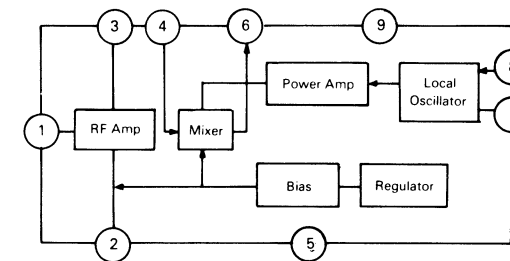 3 4 6 9
Power Amp
Local
Oscillator
1
RF Amp
Mixer
Bias
Regulator
2
5